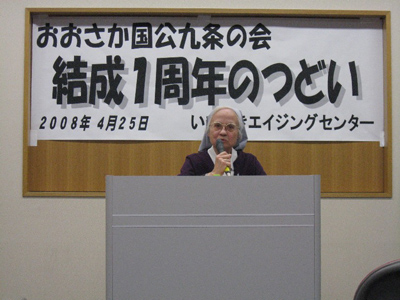 おおさか国公九条の会
結成1周年のつどい
2008年 4月25日 い きエイジングセンター